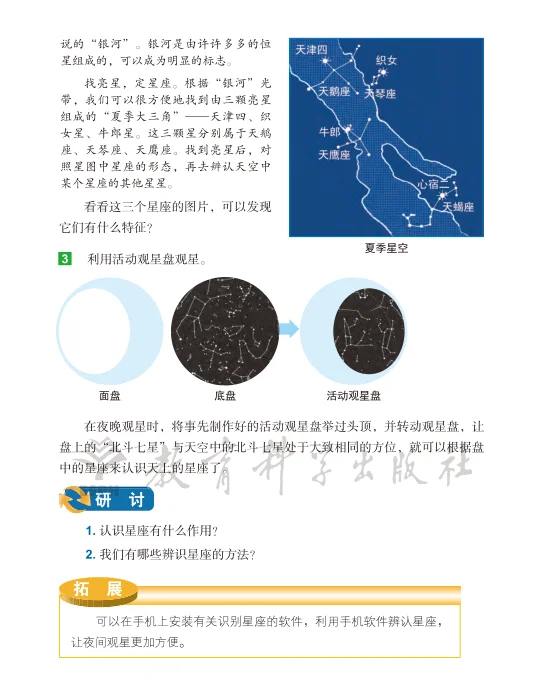 说的“银河”。银河是由许许多多的恒
星组成的，可以成为明显的标志。
找亮星，定星座。根据“银河”光
带，我们可以很方便地找到由三颗亮星
组成的“夏季大三角”——天津四、织
女星、牛郎星。这三颗星分别属于天鹅
座、天琴座、天鹰座。找到亮星后，对
照星图中星座的形态，再去辨认天空中
某个星座的其他星星。
看看这三个星座的图片，可以发现
它们有什么特征？
天津四
织女
天鹅座
天琴座
牛郎
天鹰座
心宿二
天蝎座
夏季星空
3 利用活动观星盘观星。
面盘
底盘
活动观星盘
在夜晚观星时，将事先制作好的活动观星盘举过头顶，并转动观星盘，让
盘上的“北斗七星”与天空中的北斗七星处于大致相同的方位，就可以根据盘
中的星座来认识天上的星座了。
教育科学出版社
研 讨
1. 认识星座有什么作用？
2. 我们有哪些辨识星座的方法？
拓 展
可以在手机上安装有关识别星座的软件，利用手机软件辨认星座，
让夜间观星更加方便。